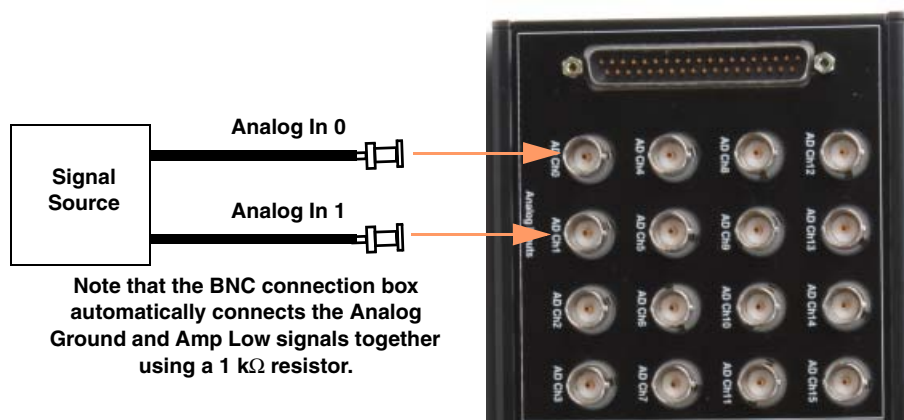 Analog In 0
Signal
Source
Analog In 1
Note that the BNC connection box
automatically connects the Analog
Ground and Amp Low signals together
using a 1 kΩ resistor.
AD Ch0
AD Ch4
AD Ch8
AD Ch12
Analog
AD Ch1
AD Ch5
AD Ch9
AD Ch13
AD Ch2
AD Ch6
AD Ch10
AD Ch14
AD Ch3
AD Ch7
AD Ch11
AD Ch15